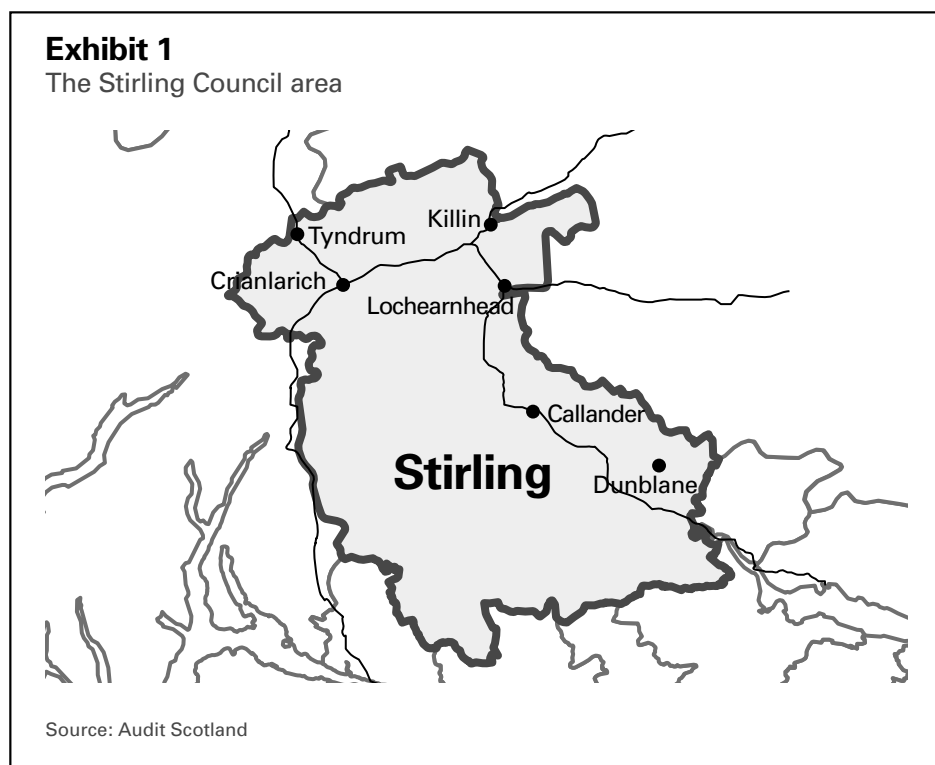 Exhibit 1
The Stirling Council area
Killin
Tyndrum
Crianlarich
Lochearnhead
Callander
Stirling
Dunblane
Source: Audit Scotland